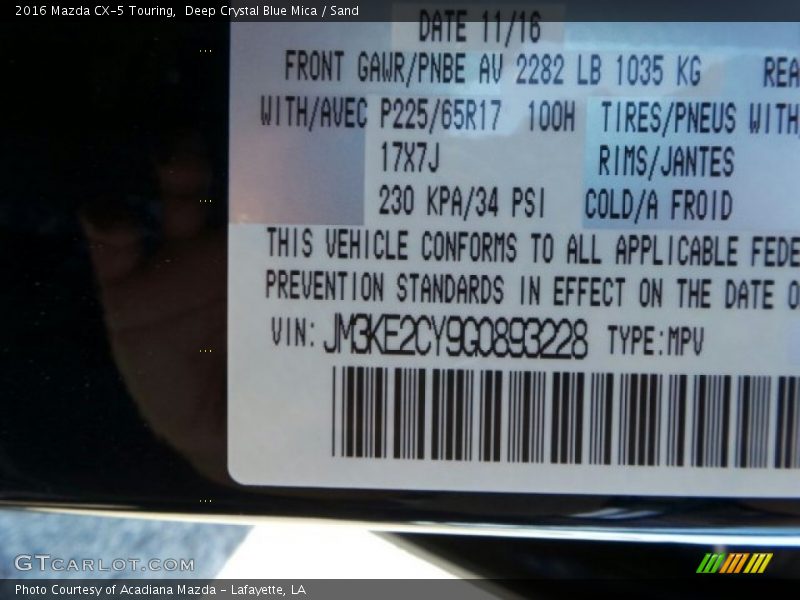 2016 Mazda CX-5 Touring,  Deep Crystal Blue Mica / Sand
DATE 11/16
FRONT GAWR/PNBE AV 2282 LB 1035 KG REA
WITH/AVEC P225/65R17 100H TIRES/PNEUS WITH/
17X7J RIMS/JANTES
230 KPA/34 PSI COLD/A FROID
THIS VEHICLE CONFORMS TO ALL APPLICABLE FEDE
PREVENTION STANDARDS IN EFFECT ON THE DATE O
VIN: JM3KE2CY9G0893228 TYPE:MPV
GTCARLOT.COM
Photo Courtesy of Acadiana Mazda - Lafayette, LA